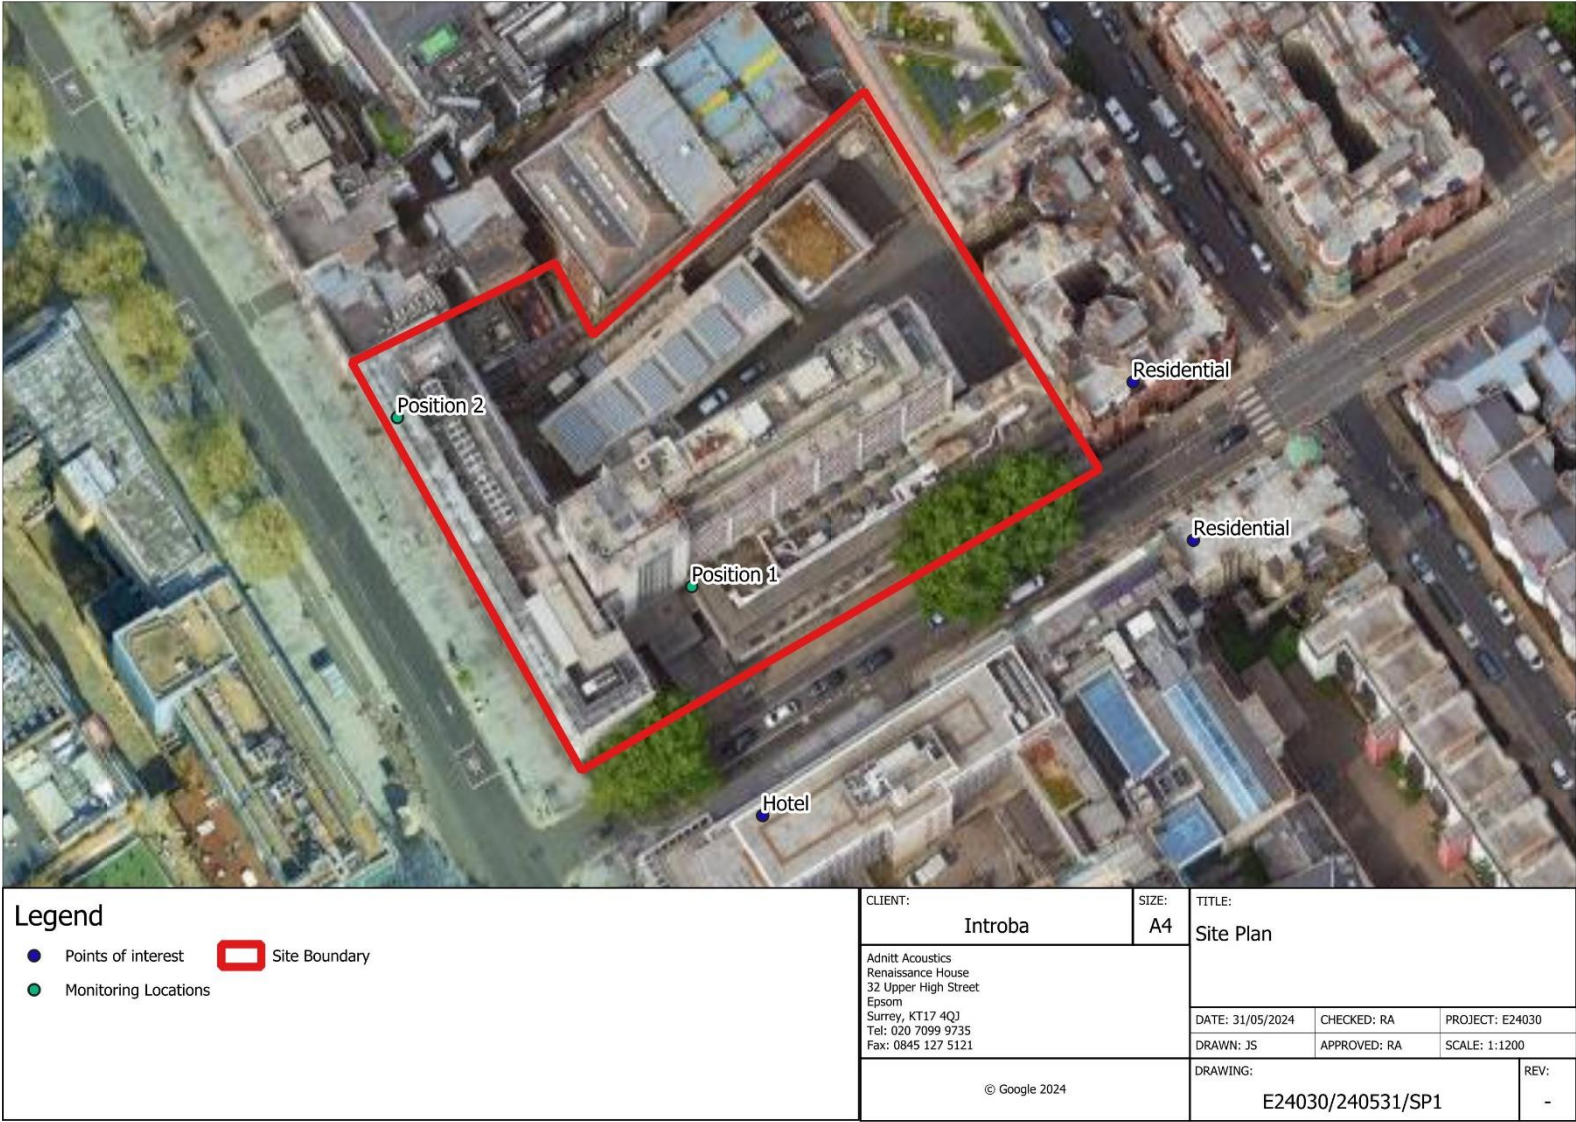 Residential
Position 2
Residential
Position 1
Hotel
Legend
Points of interest
Site Boundary
Monitoring Locations
CLIENT:
Introba
SIZE:
A4
TITLE:
Site Plan
Adnitt Acoustics
Renaissance House
32 Upper High Street
Epsom
Surrey, KT17 4QJ
Tel: 020 7099 9735
Fax: 0845 127 5121
DATE: 31/05/2024
CHECKED: RA
PROJECT: E24030
DRAWN: JS
APPROVED: RA
SCALE: 1:1200
© Google 2024
DRAWING:
E24030/240531/SP1
REV:
-